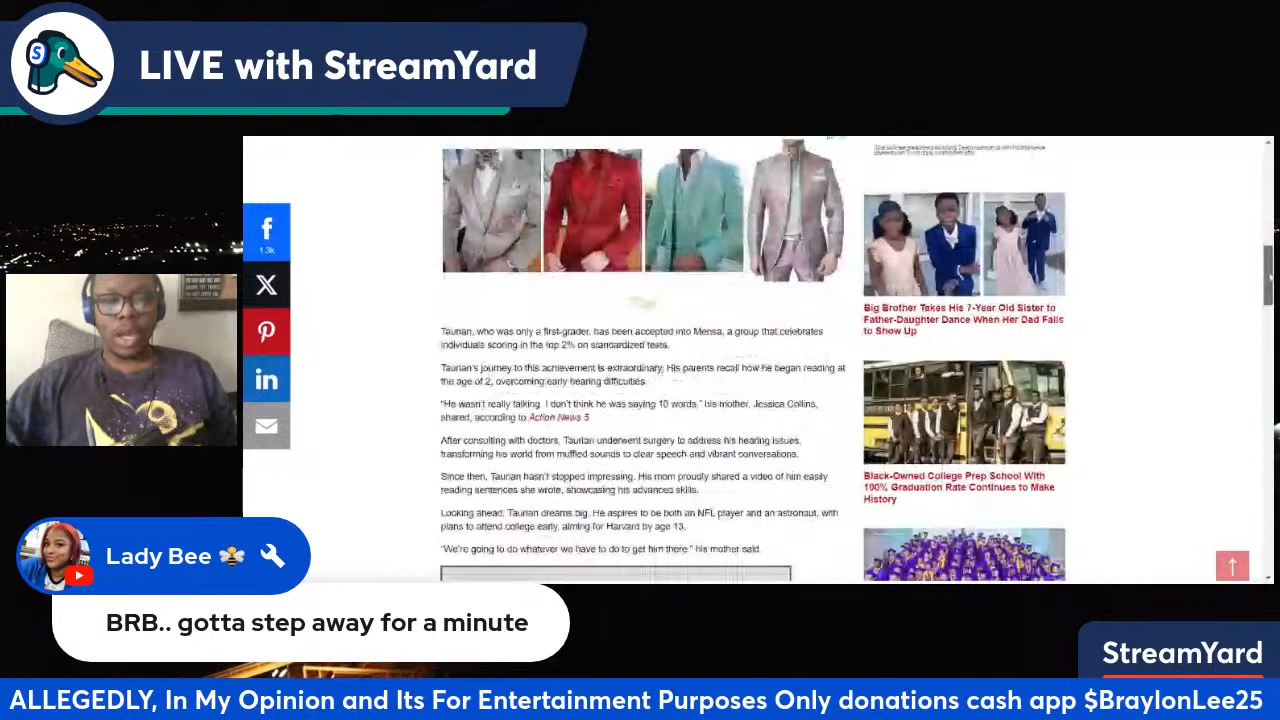 LIVE with StreamYard
S
1.3k
Taurian, who was only a first-grader, has been accepted into Mensa, a group that celebrates
individuals scoring in the top 2% on standardized tests.
Taurian's journey to this achievement is extraordinary. His parents recall how he began reading at
the age of 2, overcoming early hearing difficulties.
"He wasn't really talking. I don't think he was saying 10 words," his mother, Jessica Collins,
shared, according to Action News 5
After consulting with doctors, Taurian underwent surgery to address his hearing issues,
transforming his world from muffled sounds to clear speech and vibrant conversations.
Since then, Taurian hasn't stopped impressing. His mom proudly shared a video of him easily
reading sentences she wrote, showcasing his advanced skills.
Looking ahead, Taurian dreams big. He aspires to be both an NFL player and an astronaut, with
plans to attend college early, aiming for Harvard by age 13.
"We're going to do whatever we have to do to get him there" his mother said.
Big Brother Takes His 7-Year Old Sister to
Father-Daughter Dance When Her Dad Fails
to Show Up
Black-Owned College Prep School With
100% Graduation Rate Continues to Make
History
Lady Bee 🐝
BRB.. gotta step away for a minute
StreamYard
ALLEGEDLY, In My Opinion and Its For Entertainment Purposes Only donations cash app $BraylonLee25